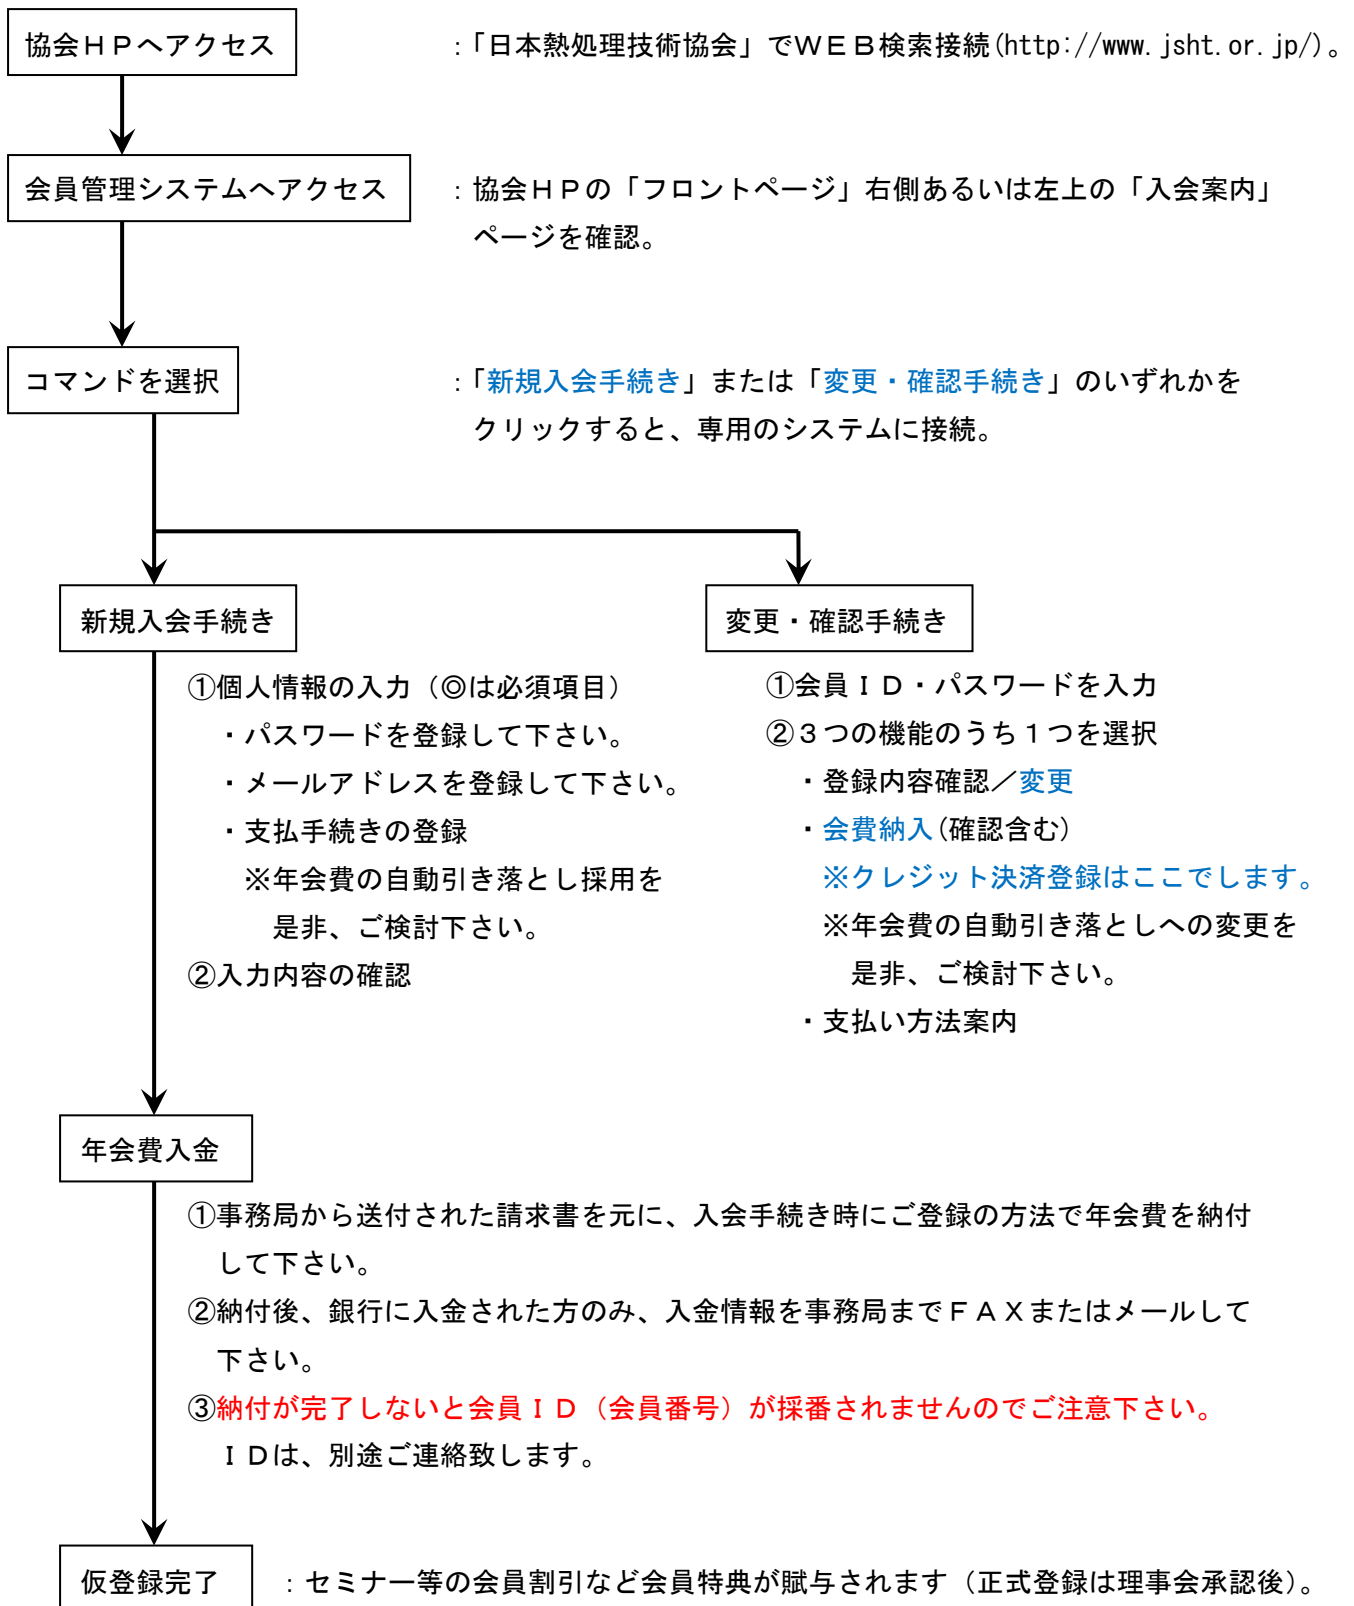 協会ＨＰへアクセス
：「日本熱処理技術協会」でＷＥＢ検索接続(http://www.jsht.or.jp/)。
会員管理システムへアクセス
：協会ＨＰの「フロントページ」右側あるいは左上の「入会案内」
ページを確認。
コマンドを選択
：「新規入会手続き」または「変更・確認手続き」のいずれかを
クリックすると、専用のシステムに接続。
新規入会手続き
①個人情報の入力（◎は必須項目）
・パスワードを登録して下さい。
・メールアドレスを登録して下さい。
・支払手続きの登録
※年会費の自動引き落とし採用を
是非、ご検討下さい。
②入力内容の確認
変更・確認手続き
①会員ＩＤ・パスワードを入力
②３つの機能のうち１つを選択
・登録内容確認／変更
・会費納入(確認含む)
※クレジット決済登録はここでします。
※年会費の自動引き落としへの変更を
是非、ご検討下さい。
・支払い方法案内
年会費入金
①事務局から送付された請求書を元に、入会手続き時にご登録の方法で年会費を納付
して下さい。
②納付後、銀行に入金された方のみ、入金情報を事務局までＦＡＸまたはメールして
下さい。
③納付が完了しないと会員ＩＤ（会員番号）が採番されませんのでご注意下さい。
ＩＤは、別途ご連絡致します。
仮登録完了
：セミナー等の会員割引など会員特典が賦与されます（正式登録は理事会承認後）。